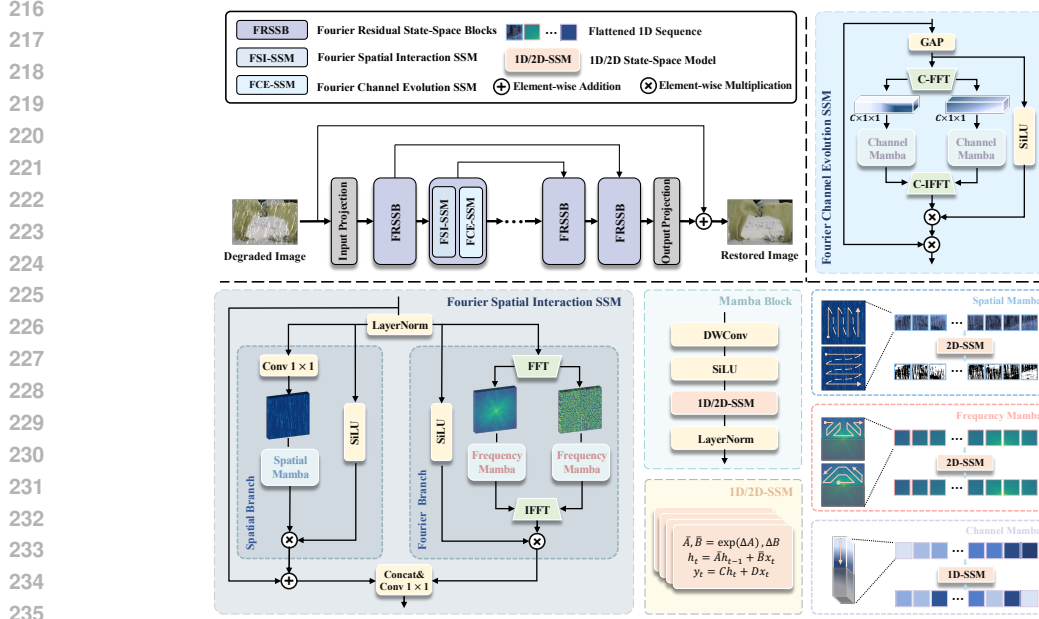 216
217
218
219
220
221
222
223
224
225
226
227
228
229
230
231
232
233
234
235
FRSSB Fourier Residual State-Space Blocks ... Flattened 1D Sequence
FSI-SSM Fourier Spatial Interaction SSM 1D/2D-SSM 1D/2D State-Space Model
FCE-SSM Fourier Channel Evolution SSM Element-wise Addition Element-wise Multiplication
Degraded Image
Input Projection
FRSSB
FSI-SSM
FCE-SSM
FRSSB
FRSSB
Output Projection
Restored Image
Fourier Channel Evolution SSM
GAP
C-FFT
C×1×1 C×1×1
Channel Mamba
Channel Mamba
SiLU
C-IFFT
Fourier Spatial Interaction SSM
LayerNorm
Spatial Branch
Conv 1 × 1
SiLU
Spatial
Mamba
Fourier Branch
SiLU
FFT
Frequency
Mamba
Frequency
Mamba
IFFT
Concat&
Conv 1 × 1
Mamba Block
DWConv
SiLU
1D/2D-SSM
LayerNorm
1D/2D-SSM
Ā, B̄ = exp(ΔA), ΔB
hₜ = Āhₜ₋₁ + B̄xₜ
yₜ = Chₜ + Dxₜ
Spatial Mamba
2D-SSM
Frequency Mamba
2D-SSM
Channel Mamba
1D-SSM